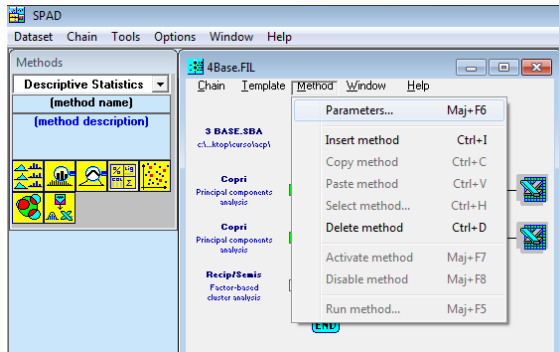 SPAD
Dataset Chain Tools Options Window Help
Methods
Descriptive Statistics
(method name)
(method description)
4Base.FIL
Chain Template Method Window Help
3 BASE.SBA
c:\...ktop\curso\acp\
Copri
Principal components
analysis
Copri
Principal components
analysis
Recip/Semis
Factor-based
cluster analysis
END
Parameters... Maj+F6
Insert method Ctrl+I
Copy method Ctrl+C
Paste method Ctrl+V
Select method... Ctrl+H
Delete method Ctrl+D
Activate method Maj+F7
Disable method Maj+F8
Run method... Maj+F5